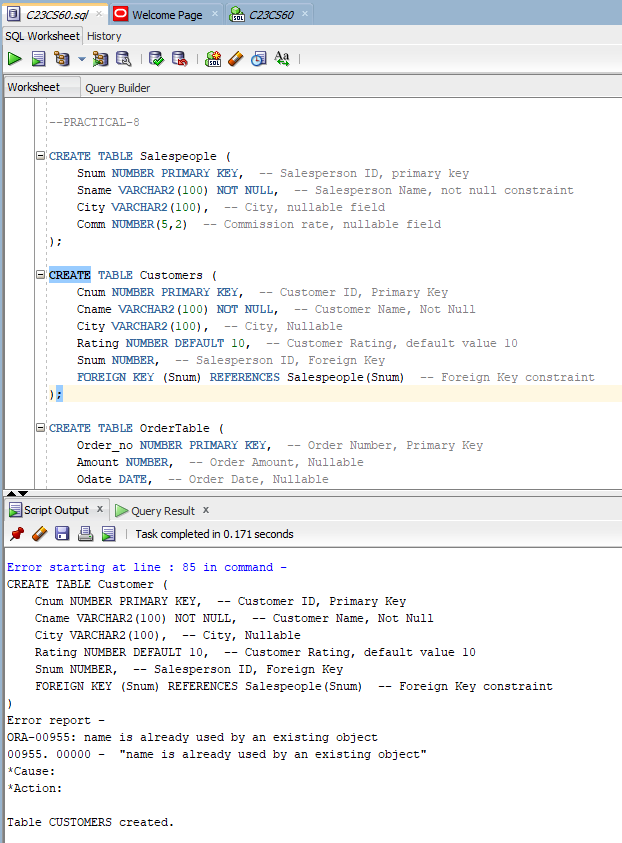 C23CS60.sql × Welcome Page × C23CS60 ×
SQL Worksheet History
Worksheet Query Builder
--PRACTICAL-8
CREATE TABLE Salespeople (
Snum NUMBER PRIMARY KEY,  -- Salesperson ID, primary key
Sname VARCHAR2(100) NOT NULL,  -- Salesperson Name, not null constraint
City VARCHAR2(100),  -- City, nullable field
Comm NUMBER(5,2)  -- Commission rate, nullable field
);
CREATE TABLE Customers (
Cnum NUMBER PRIMARY KEY,  -- Customer ID, Primary Key
Cname VARCHAR2(100) NOT NULL,  -- Customer Name, Not Null
City VARCHAR2(100),  -- City, Nullable
Rating NUMBER DEFAULT 10,  -- Customer Rating, default value 10
Snum NUMBER,  -- Salesperson ID, Foreign Key
FOREIGN KEY (Snum) REFERENCES Salespeople(Snum)  -- Foreign Key constraint
);
CREATE TABLE OrderTable (
Order_no NUMBER PRIMARY KEY,  -- Order Number, Primary Key
Amount NUMBER,  -- Order Amount, Nullable
Odate DATE,  -- Order Date, Nullable
Script Output × Query Result ×
Task completed in 0.171 seconds
Error starting at line : 85 in command -
CREATE TABLE Customer (
Cnum NUMBER PRIMARY KEY,  -- Customer ID, Primary Key
Cname VARCHAR2(100) NOT NULL,  -- Customer Name, Not Null
City VARCHAR2(100),  -- City, Nullable
Rating NUMBER DEFAULT 10,  -- Customer Rating, default value 10
Snum NUMBER,  -- Salesperson ID, Foreign Key
FOREIGN KEY (Snum) REFERENCES Salespeople(Snum)  -- Foreign Key constraint
)
Error report -
ORA-00955: name is already used by an existing object
00955. 00000 -  "name is already used by an existing object"
*Cause:
*Action:
Table CUSTOMERS created.